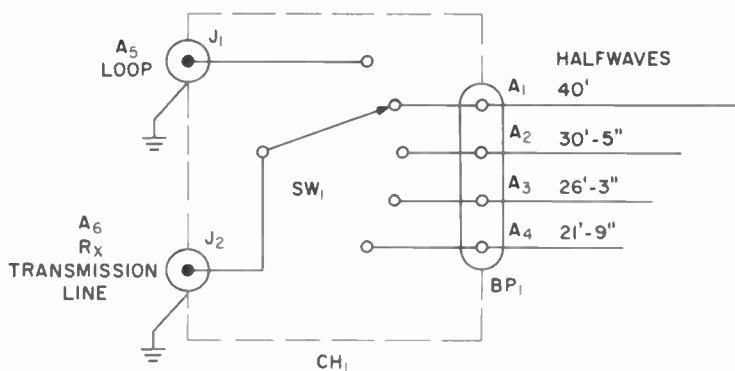 A5
LOOP
J1
HALFWAVES
A1 40'
A2 30'-5"
A3 26'-3"
A4 21'-9"
SW1
A6
RX
TRANSMISSION
LINE
J2
BP1
CH1